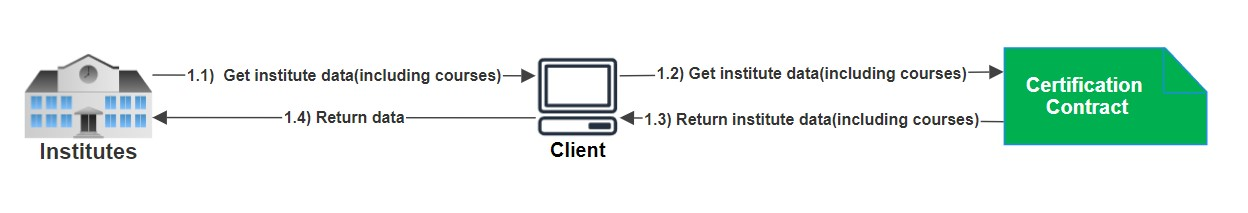 1.1) Get institute data(including courses)
1.2) Get institute data(including courses)
Certification
Contract
1.4) Return data
1.3) Return institute data(including courses)
Institutes
Client